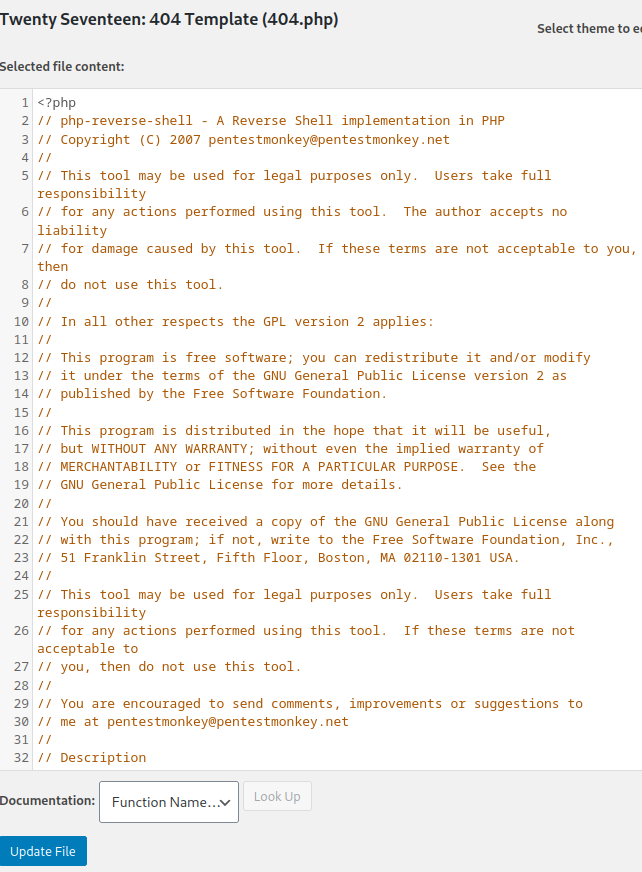 Twenty Seventeen: 404 Template (404.php)
Select theme to e
Selected file content:
1 <?php
2 // php-reverse-shell - A Reverse Shell implementation in PHP
3 // Copyright (C) 2007 pentestmonkey@pentestmonkey.net
4 //
5 // This tool may be used for legal purposes only.  Users take full
responsibility
6 // for any actions performed using this tool.  The author accepts no
liability
7 // for damage caused by this tool.  If these terms are not acceptable to you,
then
8 // do not use this tool.
9 //
10 // In all other respects the GPL version 2 applies:
11 //
12 // This program is free software; you can redistribute it and/or modify
13 // it under the terms of the GNU General Public License version 2 as
14 // published by the Free Software Foundation.
15 //
16 // This program is distributed in the hope that it will be useful,
17 // but WITHOUT ANY WARRANTY; without even the implied warranty of
18 // MERCHANTABILITY or FITNESS FOR A PARTICULAR PURPOSE.  See the
19 // GNU General Public License for more details.
20 //
21 // You should have received a copy of the GNU General Public License along
22 // with this program; if not, write to the Free Software Foundation, Inc.,
23 // 51 Franklin Street, Fifth Floor, Boston, MA 02110-1301 USA.
24 //
25 // This tool may be used for legal purposes only.  Users take full
responsibility
26 // for any actions performed using this tool.  If these terms are not
acceptable to
27 // you, then do not use this tool.
28 //
29 // You are encouraged to send comments, improvements or suggestions to
30 // me at pentestmonkey@pentestmonkey.net
31 //
32 // Description
Documentation:
Function Name...
Look Up
Update File